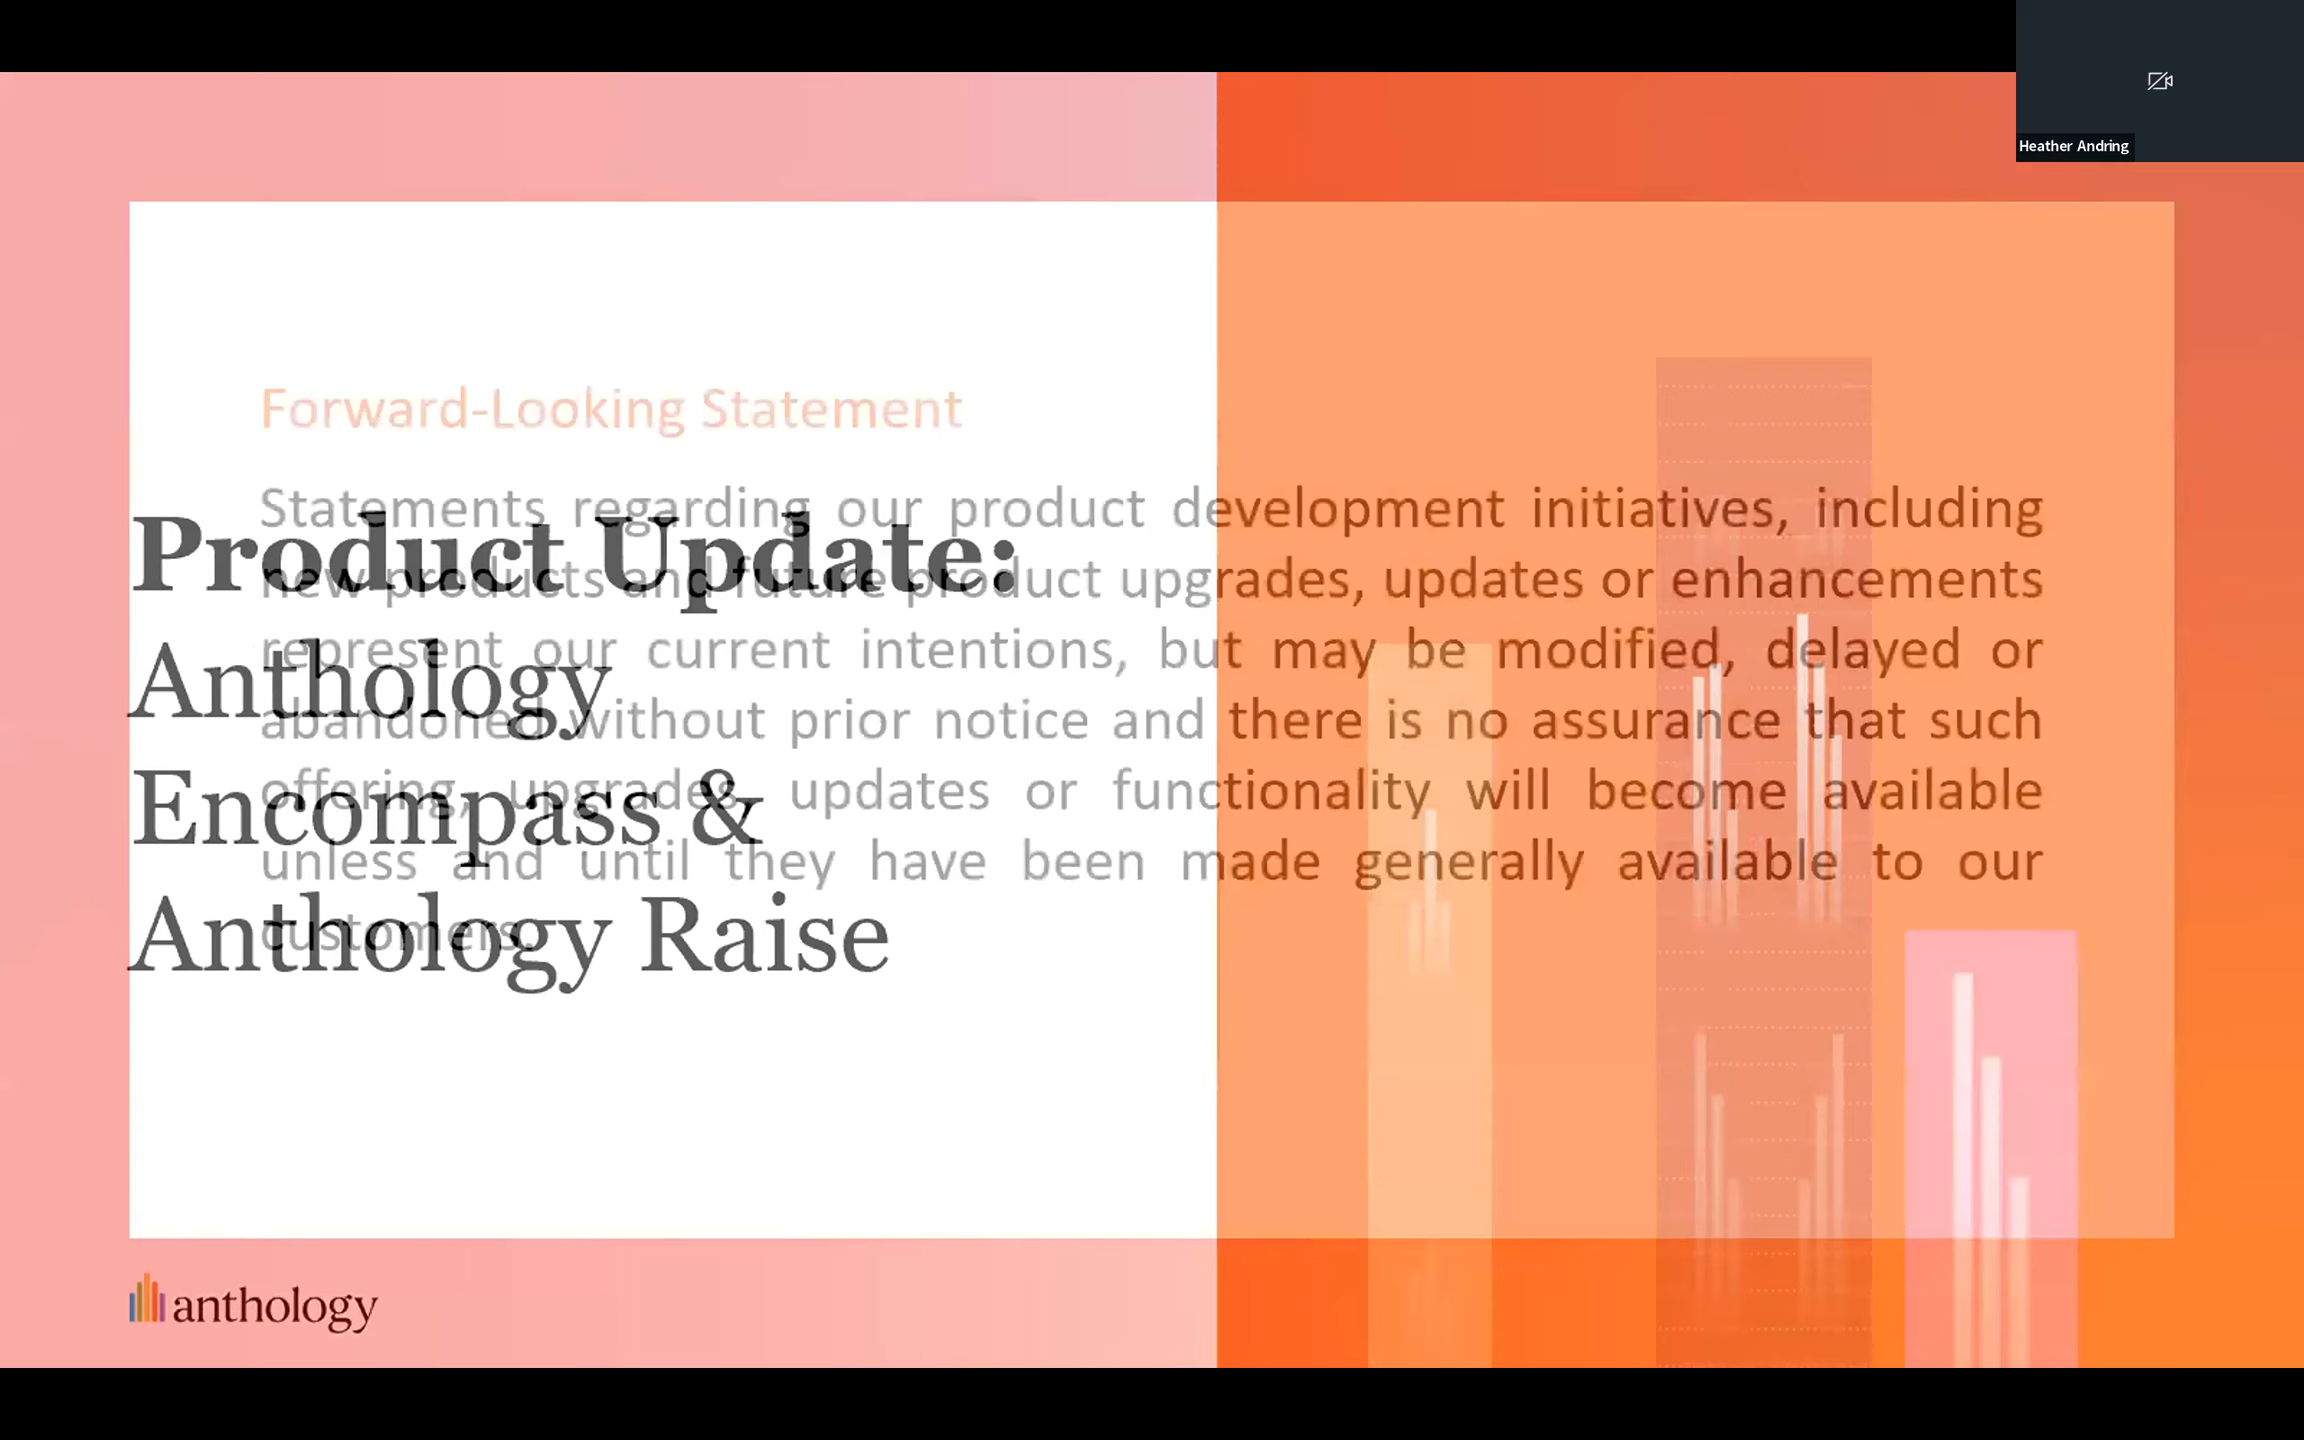 Heather Andring
Forward-Looking Statement
Statements regarding our product development initiatives, including
new products and future product upgrades, updates or enhancements
represent our current intentions, but may be modified, delayed or
abandoned without prior notice and there is no assurance that such
offering, upgrades, updates or functionality will become available
unless and until they have been made generally available to our
customers.
Product Update:
Anthology
Encompass &
Anthology Raise
anthology